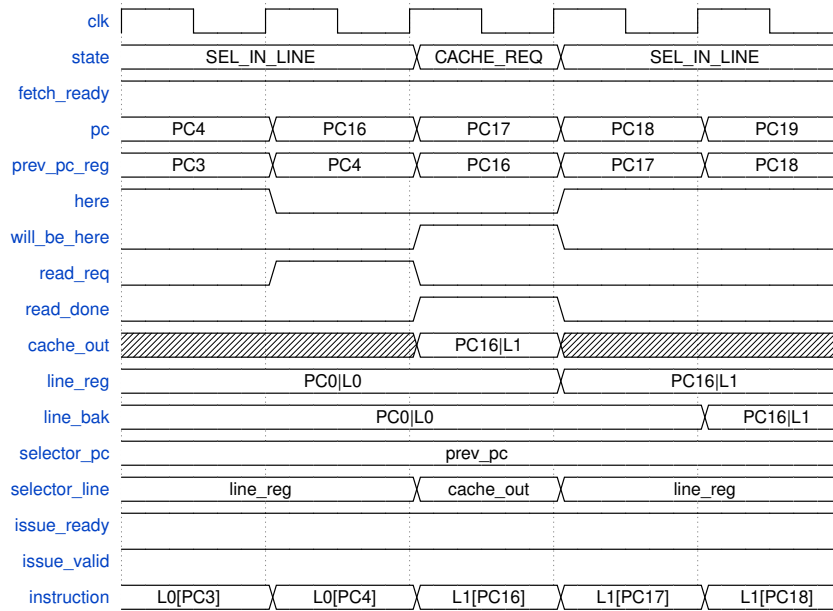 clk
state SEL_IN_LINE CACHE_REQ SEL_IN_LINE
fetch_ready
pc PC4 PC16 PC17 PC18 PC19
prev_pc_reg PC3 PC4 PC16 PC17 PC18
here
will_be_here
read_req
read_done
cache_out PC16|L1
line_reg PC0|L0 PC16|L1
line_bak PC0|L0 PC16|L1
selector_pc prev_pc
selector_line line_reg cache_out line_reg
issue_ready
issue_valid
instruction L0[PC3] L0[PC4] L1[PC16] L1[PC17] L1[PC18]